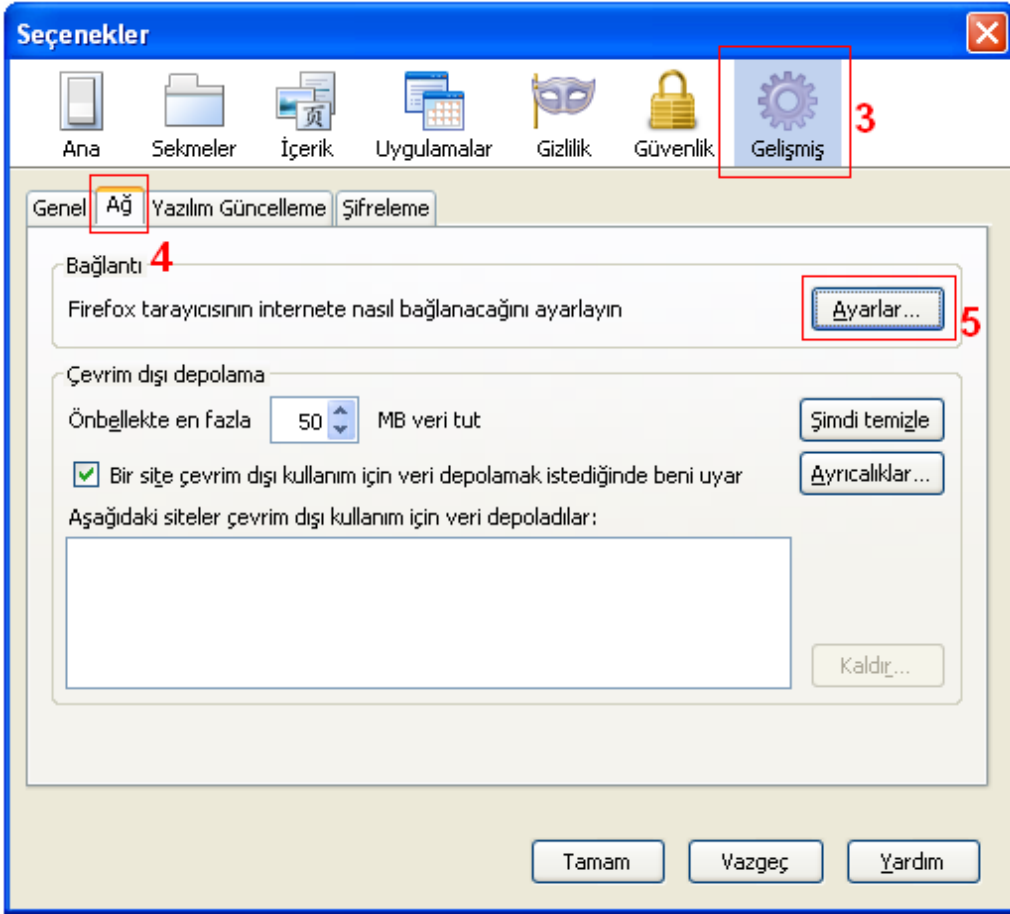 Seçenekler
Ana Sekmeler İçerik Uygulamalar Gizlilik Güvenlik Gelişmiş 3
Genel Ağ Yazılım Güncelleme Şifreleme
Bağlantı 4
Firefox tarayıcısının internete nasıl bağlanacağını ayarlayın Ayarlar... 5
Çevrim dışı depolama
Önbellekte en fazla 50 MB veri tut Şimdi temizle
Bir site çevrim dışı kullanım için veri depolamak istediğinde beni uyar Ayrıcalıklar...
Aşağıdaki siteler çevrim dışı kullanım için veri depoladılar:
Kaldır...
Tamam Vazgeç Yardım